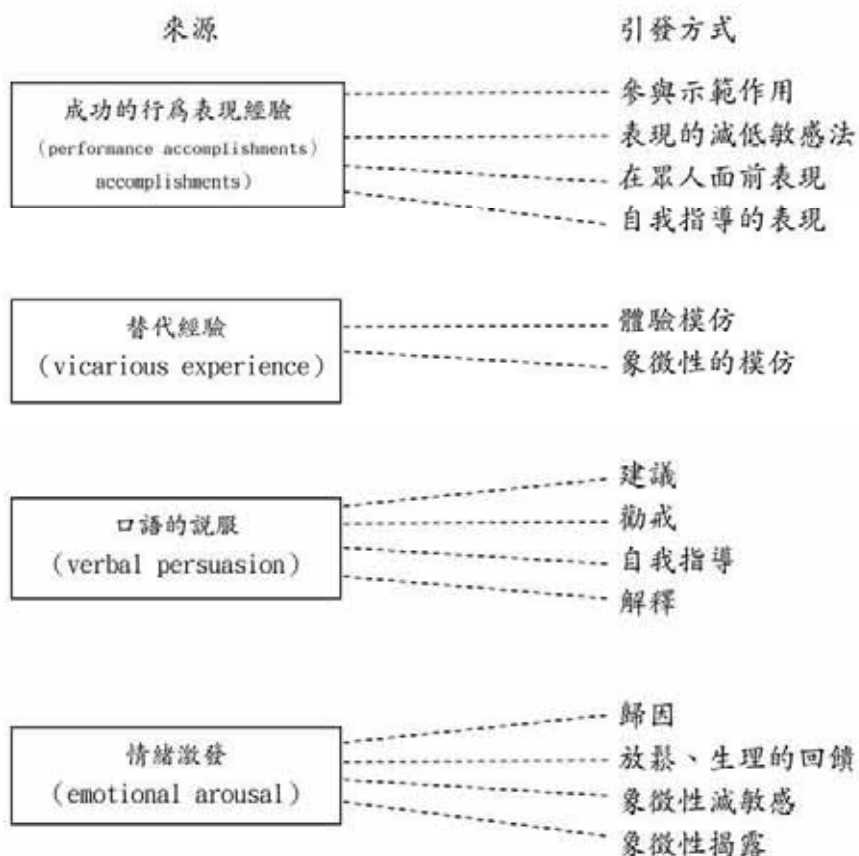 來源
引發方式
成功的行為表現經驗
（performance accomplishments）
accomplishments）
參與示範作用
表現的減低敏感法
在眾人面前表現
自我指導的表現
替代經驗
（vicarious experience）
體驗模仿
象徵性的模仿
口語的說服
（verbal persuasion）
建議
勸戒
自我指導
解釋
情緒激發
（emotional arousal）
歸因
放鬆、生理的回饋
象徵性減敏感
象徵性揭露